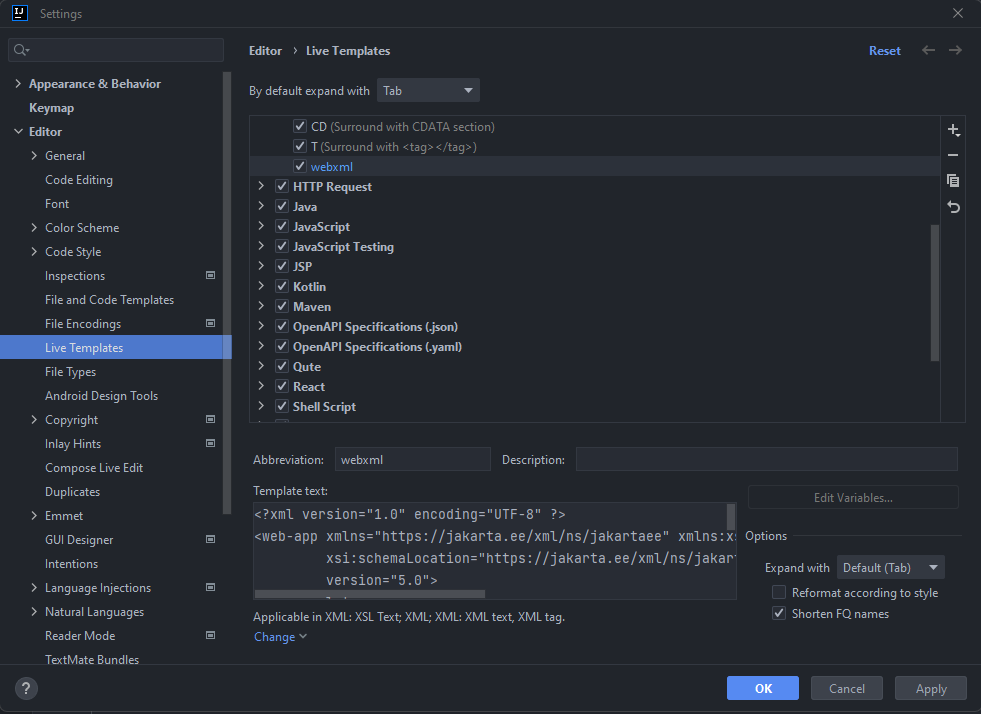 IJ Settings
Appearance & Behavior
Keymap
Editor
General
Code Editing
Font
Color Scheme
Code Style
Inspections
File and Code Templates
File Encodings
Live Templates
File Types
Android Design Tools
Copyright
Inlay Hints
Compose Live Edit
Duplicates
Emmet
GUI Designer
Intentions
Language Injections
Natural Languages
Reader Mode
TextMate Bundles
Editor › Live Templates
Reset
By default expand with Tab
CD (Surround with CDATA section)
T (Surround with <tag></tag>)
webxml
HTTP Request
Java
JavaScript
JavaScript Testing
JSP
Kotlin
Maven
OpenAPI Specifications (.json)
OpenAPI Specifications (.yaml)
Qute
React
Shell Script
Abbreviation: webxml Description:
Template text:
<?xml version="1.0" encoding="UTF-8" ?>
<web-app xmlns="https://jakarta.ee/xml/ns/jakartaee" xmlns:xs
xsi:schemaLocation="https://jakarta.ee/xml/ns/jakart
version="5.0">
Edit Variables...
Options
Expand with Default (Tab)
Reformat according to style
Shorten FQ names
Applicable in XML: XSL Text; XML; XML: XML text, XML tag.
Change
? OK Cancel Apply